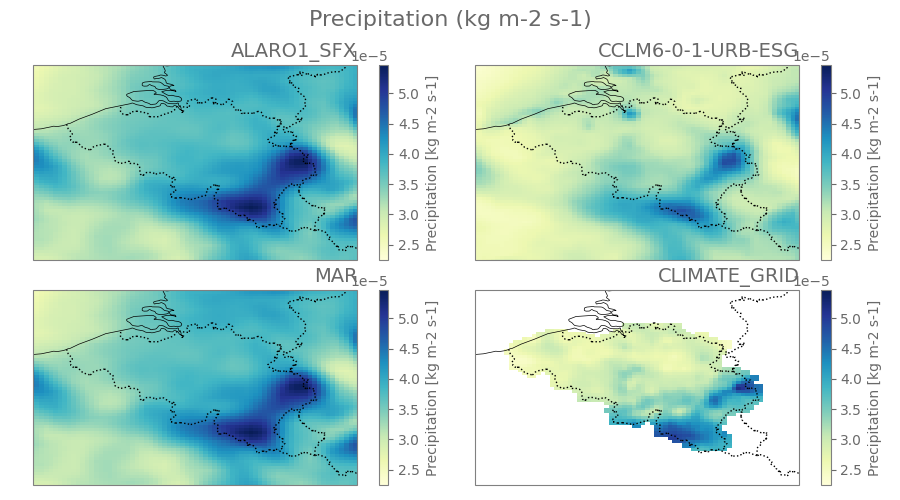 Precipitation (kg m-2 s-1)
ALARO1_SFX
1e−5
5.0
4.5
4.0
3.5
3.0
2.5
Precipitation [kg m-2 s-1]
CCLM6-0-1-URB-ESG
1e−5
5.0
4.5
4.0
3.5
3.0
2.5
Precipitation [kg m-2 s-1]
MAR
1e−5
5.0
4.5
4.0
3.5
3.0
2.5
Precipitation [kg m-2 s-1]
CLIMATE_GRID
1e−5
5.0
4.5
4.0
3.5
3.0
2.5
Precipitation [kg m-2 s-1]